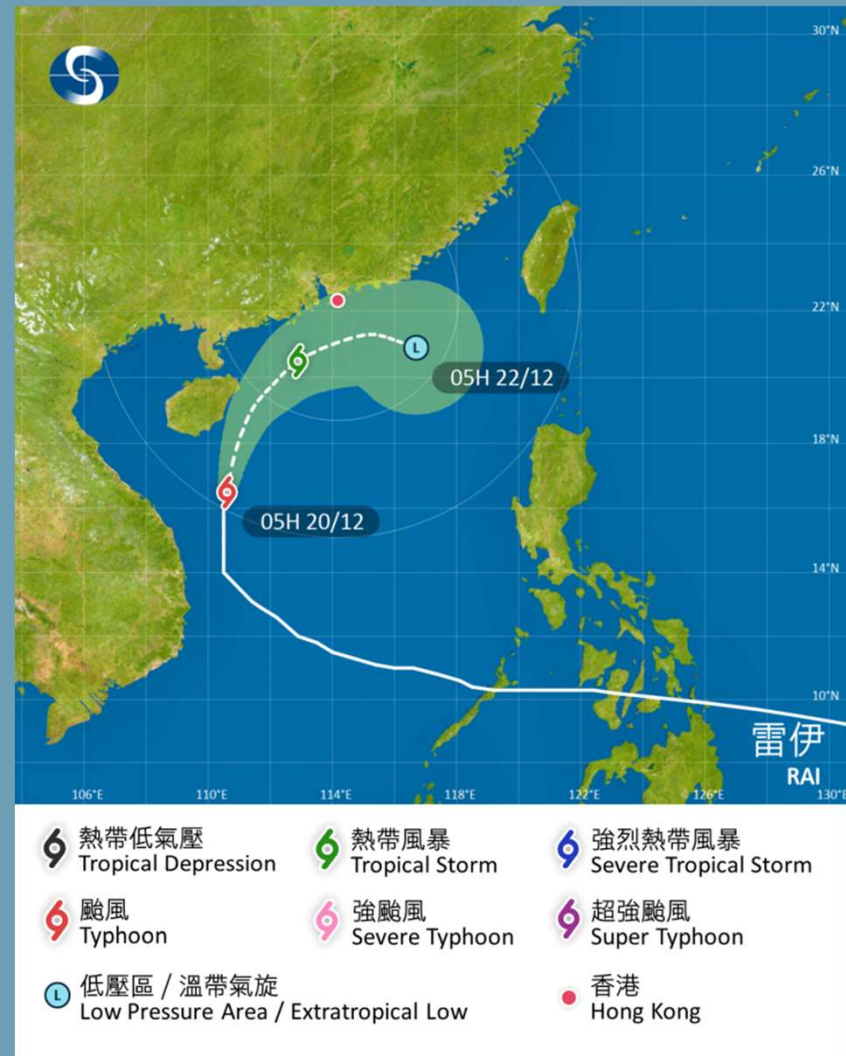 30°N
26°N
22°N
05H 22/12
18°N
05H 20/12
14°N
10°N
雷伊
RAI
106°E 110°E 114°E 118°E 122°E 126°E 130°E
熱帶低氣壓
Tropical Depression
熱帶風暴
Tropical Storm
強烈熱帶風暴
Severe Tropical Storm
颱風
Typhoon
強颱風
Severe Typhoon
超強颱風
Super Typhoon
L
低壓區 / 溫帶氣旋
Low Pressure Area / Extratropical Low
香港
Hong Kong